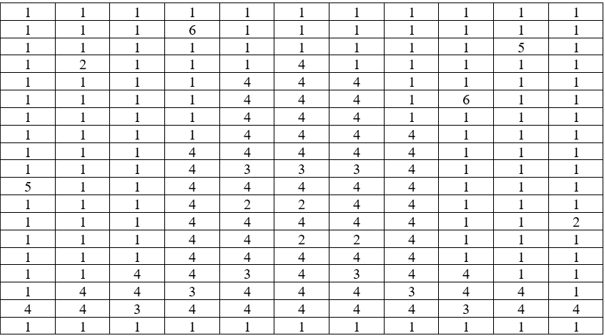 1 1 1 1 1 1 1 1 1 1 1
1 1 1 6 1 1 1 1 1 1 1
1 1 1 1 1 1 1 1 1 5 1
1 2 1 1 1 4 1 1 1 1 1
1 1 1 1 4 4 4 1 1 1 1
1 1 1 1 4 4 4 1 6 1 1
1 1 1 1 4 4 4 1 1 1 1
1 1 1 1 4 4 4 4 1 1 1
1 1 1 4 4 4 4 4 1 1 1
1 1 1 4 3 3 3 4 1 1 1
5 1 1 4 4 4 4 4 1 1 1
1 1 1 4 2 2 4 4 1 1 1
1 1 1 4 4 4 4 4 1 1 2
1 1 1 4 4 2 2 4 1 1 1
1 1 1 4 4 4 4 4 1 1 1
1 1 4 4 3 4 3 4 4 1 1
1 4 4 3 4 4 4 3 4 4 1
4 4 3 4 4 4 4 4 3 4 4
1 1 1 1 1 1 1 1 1 1 1